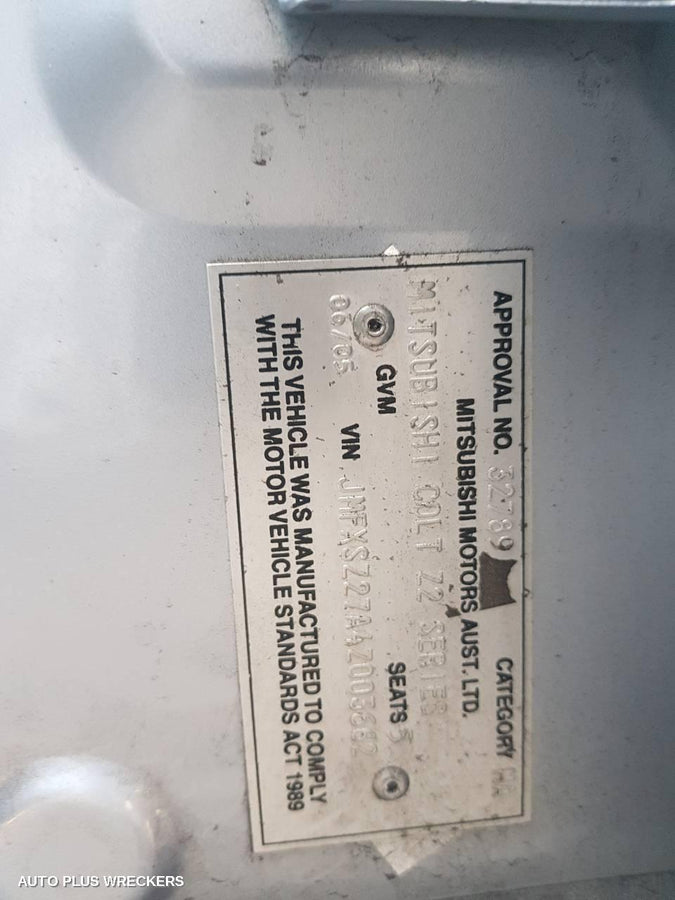 APPROVAL NO. 32789 CATEGORY MA
MITSUBISHI MOTORS AUST. LTD.
MITSUBISHI COLT Z2 SERIES
GVM SEATS 5
06/05 VIN
THIS VEHICLE WAS MANUFACTURED TO COMPLY
WITH THE MOTOR VEHICLE STANDARDS ACT 1989
AUTO PLUS WRECKERS